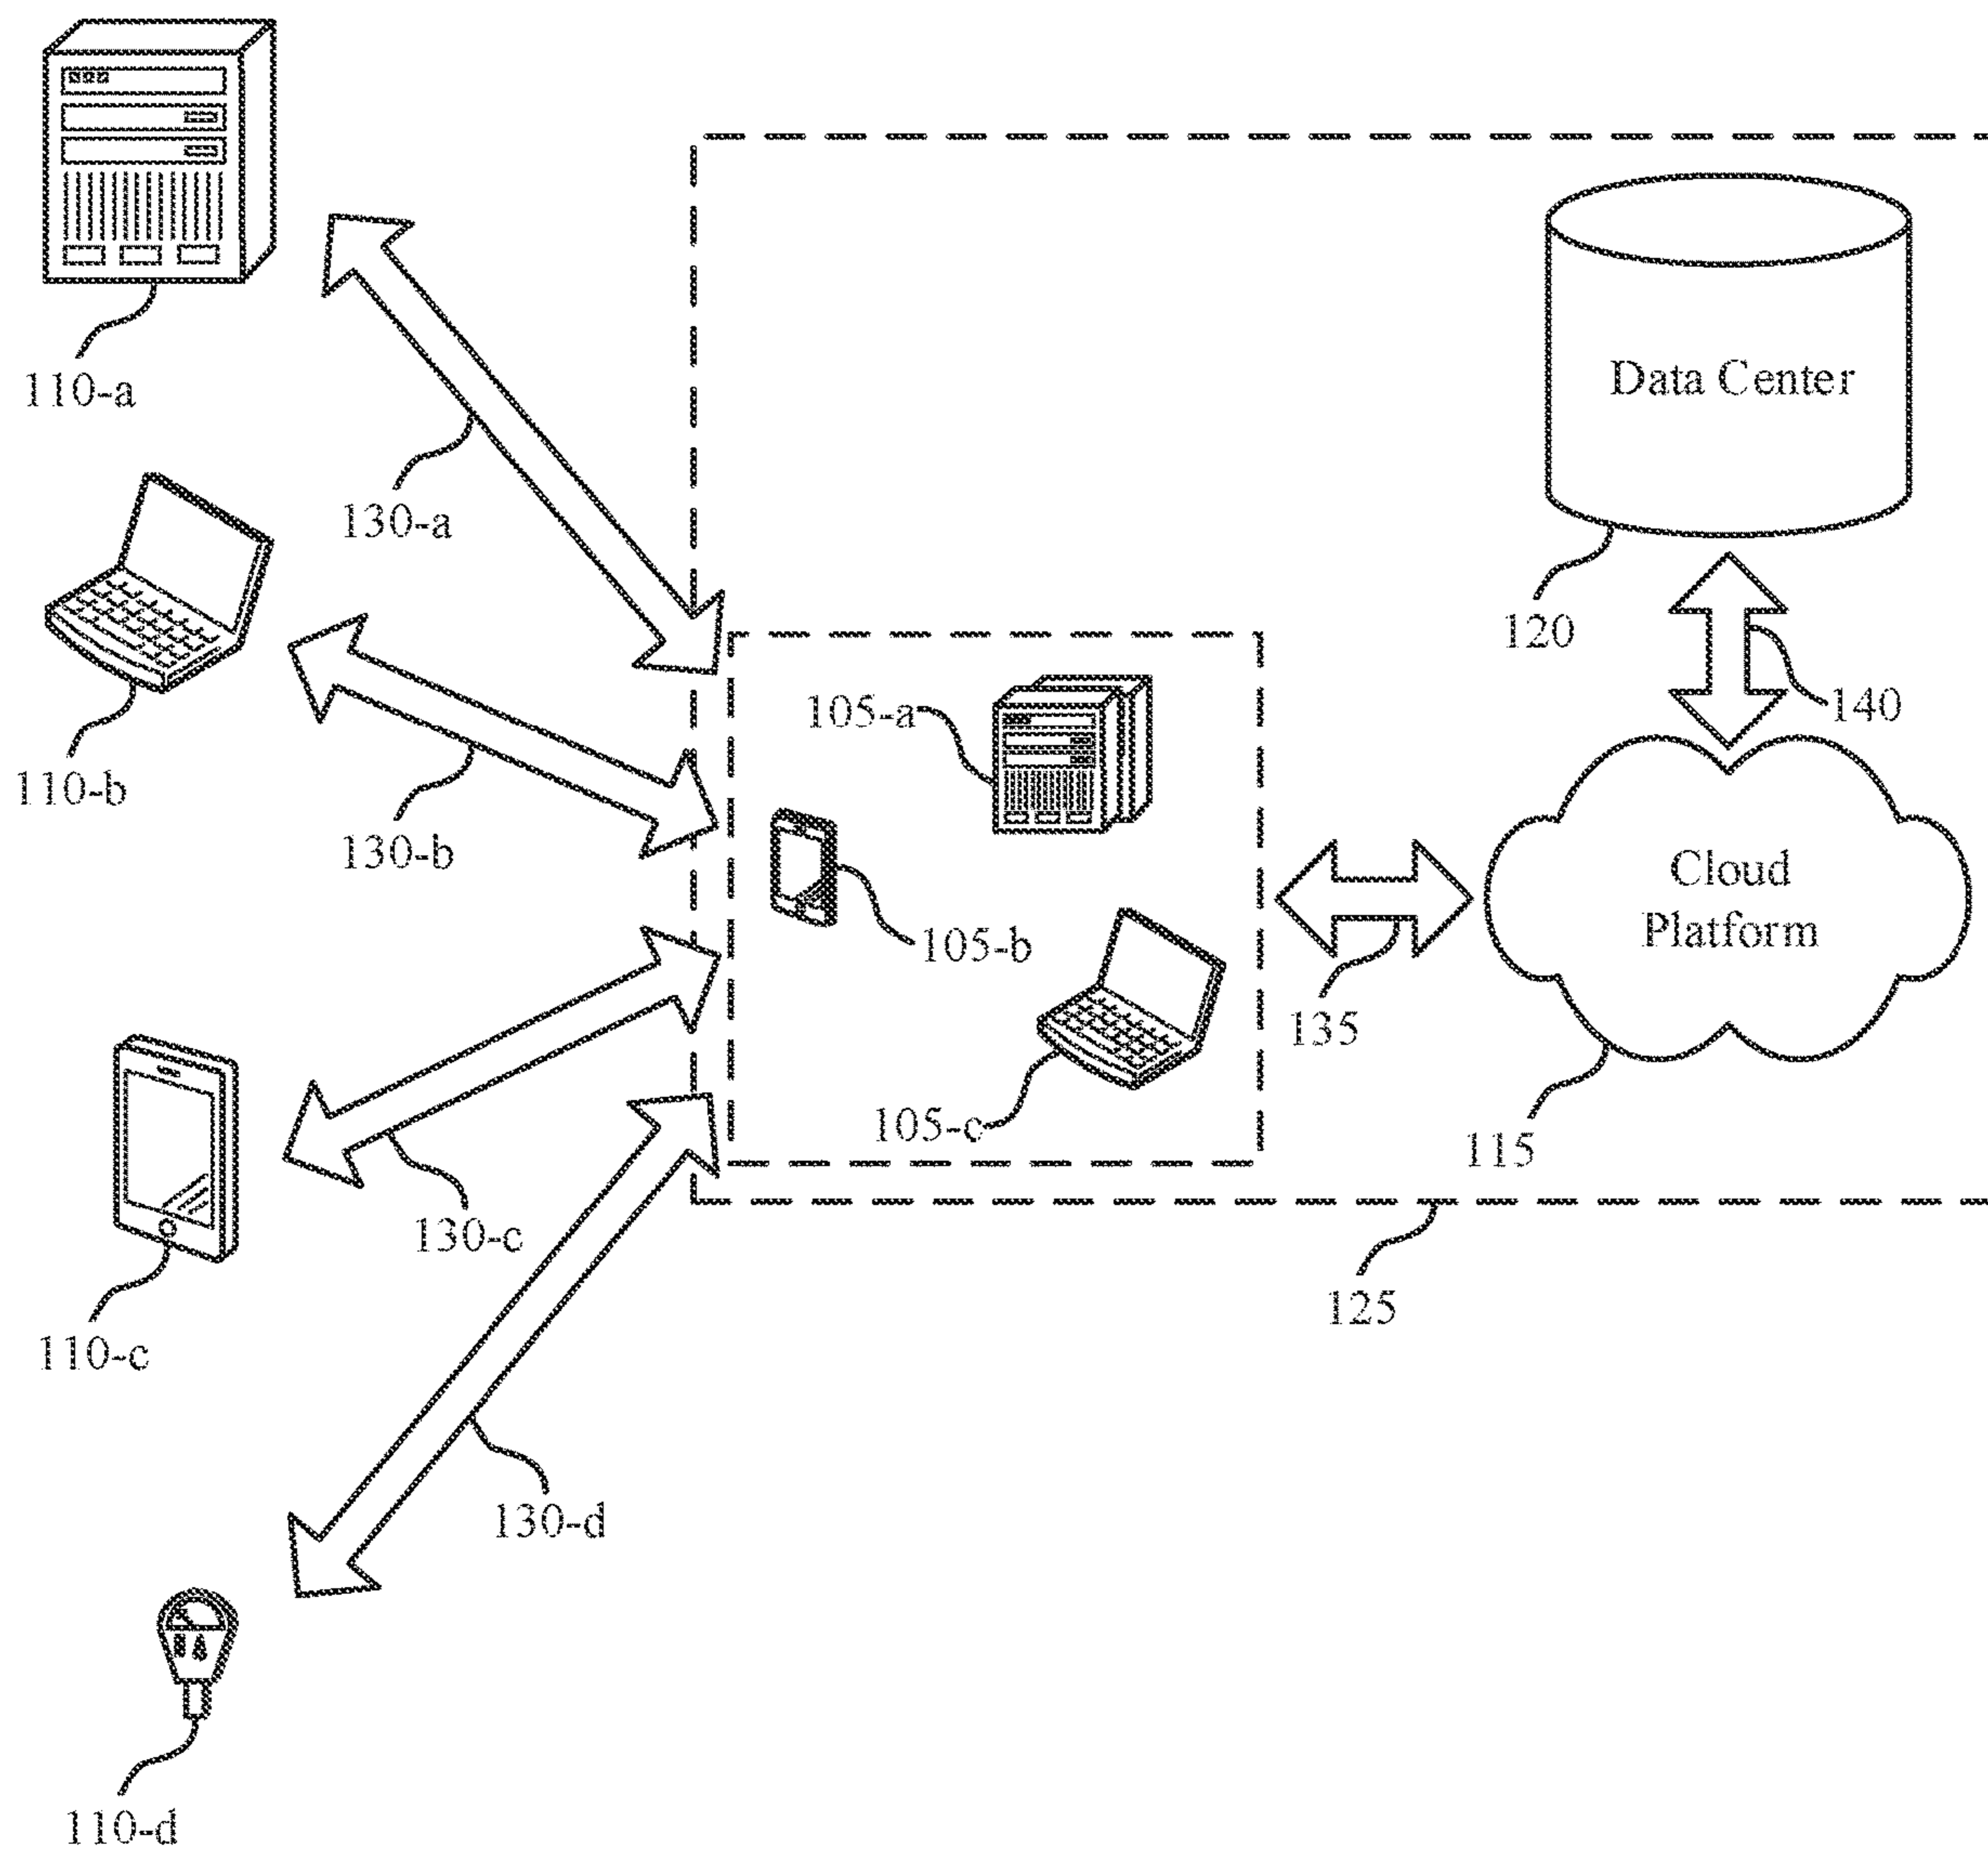 110-a
130-a
Data Center
120
140
110-b
130-b
105-a
105-b
105-c
135
Cloud
Platform
115
110-c
130-c
125
130-d
110-d